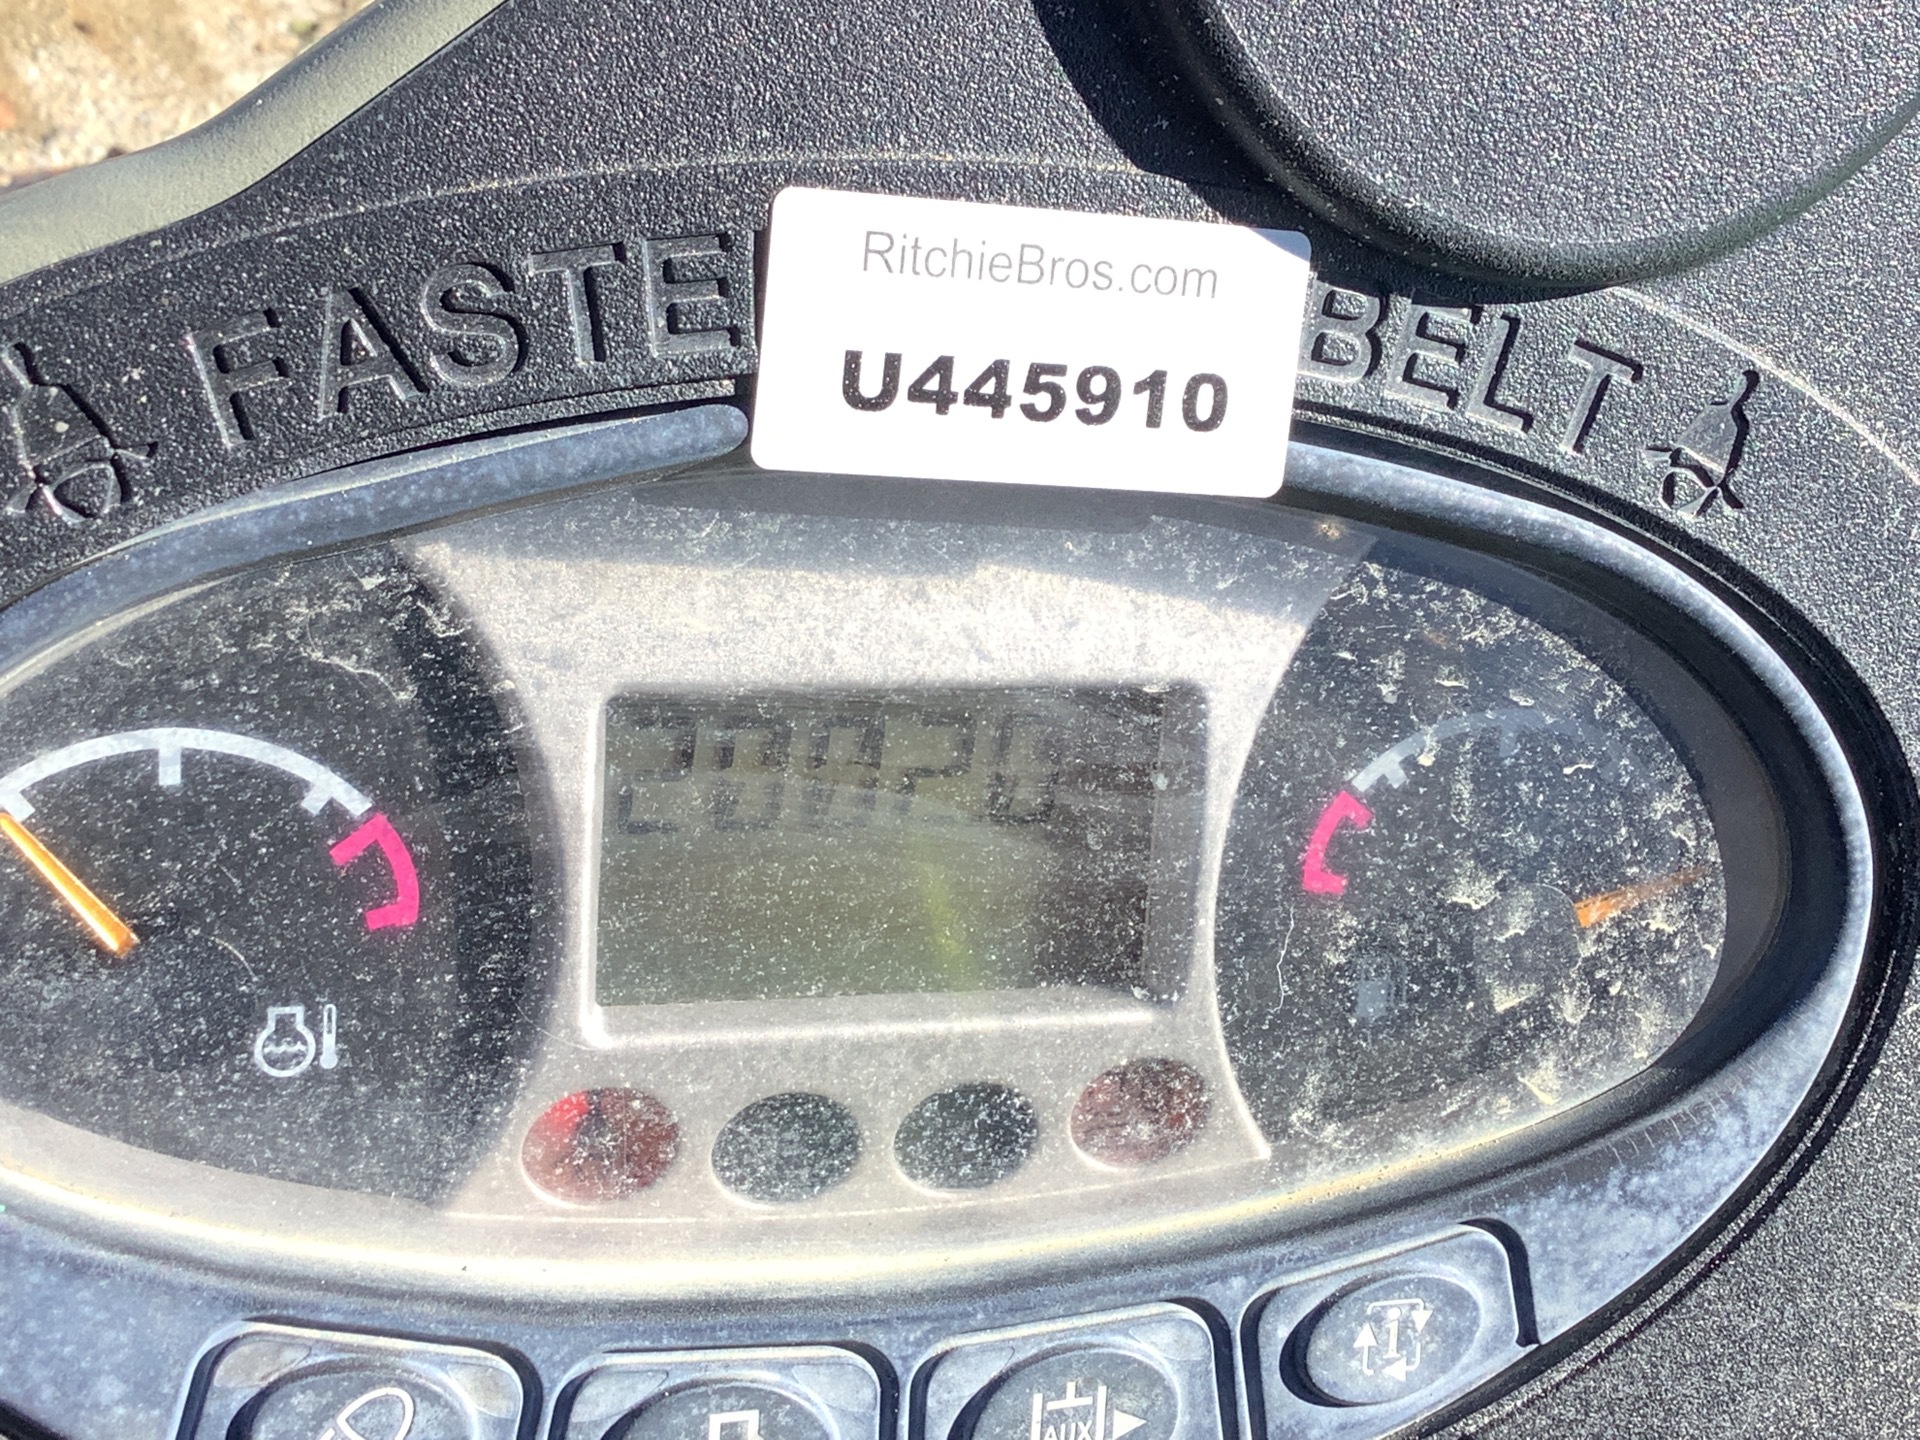 RitchieBros.com
U445910
FASTE BELT
AUX